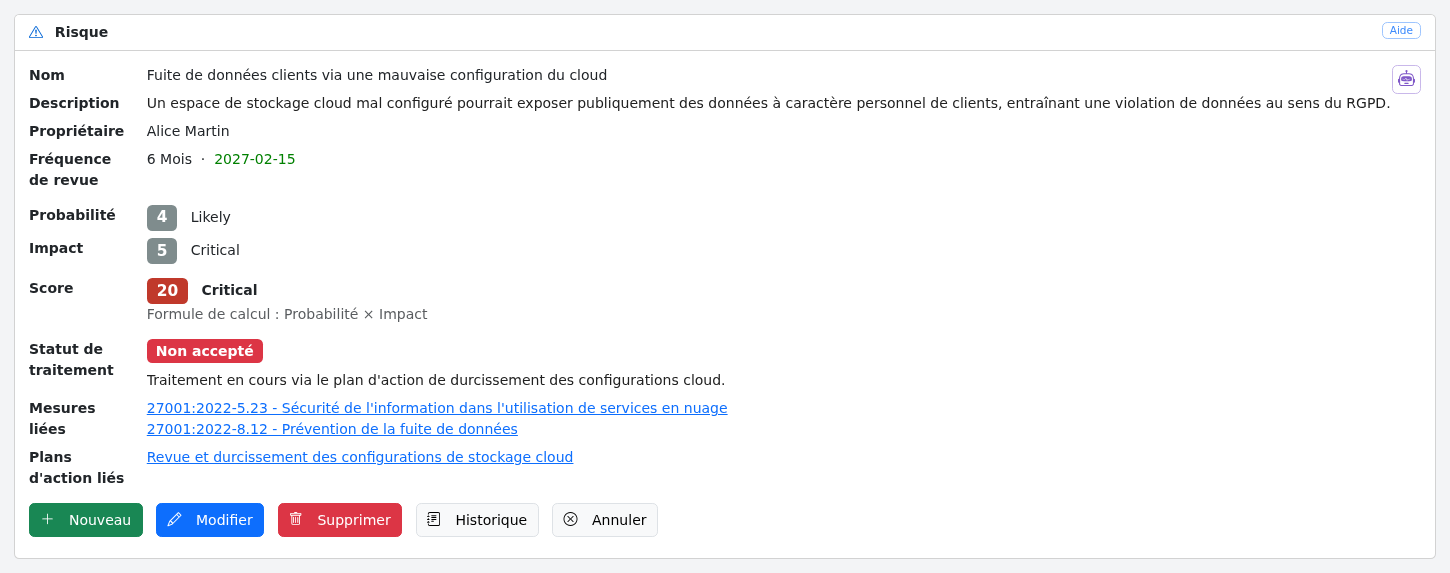 Risque
Aide
Nom
Fuite de données clients via une mauvaise configuration du cloud
Description
Un espace de stockage cloud mal configuré pourrait exposer publiquement des données à caractère personnel de clients, entraînant une violation de données au sens du RGPD.
Propriétaire
Alice Martin
Fréquence
de revue
6 Mois · 2027-02-15
Probabilité
4 Likely
Impact
5 Critical
Score
20 Critical
Formule de calcul : Probabilité × Impact
Statut de
traitement
Non accepté
Traitement en cours via le plan d'action de durcissement des configurations cloud.
Mesures
liées
27001:2022-5.23 - Sécurité de l'information dans l'utilisation de services en nuage
27001:2022-8.12 - Prévention de la fuite de données
Plans
d'action liés
Revue et durcissement des configurations de stockage cloud
Nouveau
Modifier
Supprimer
Historique
Annuler